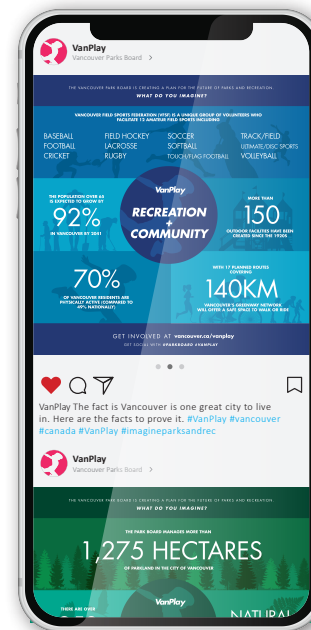 VanPlay
Vancouver Parks Board >
THE VANCOUVER PARK BOARD IS CREATING A PLAN FOR THE FUTURE OF PARKS AND RECREATION
WHAT DO YOU IMAGINE?
VANCOUVER FIELD SPORTS FEDERATION (VFSF) IS A UNIQUE GROUP OF VOLUNTEERS WHO
FACILITATE 12 AMATEUR FIELD SPORTS INCLUDING
BASEBALL FIELD HOCKEY SOCCER TRACK/FIELD
FOOTBALL LACROSSE SOFTBALL ULTIMATE/DISC SPORTS
CRICKET RUGBY TOUCH/FLAG FOOTBALL VOLLEYBALL
THE POPULATION OVER 65
IS EXPECTED TO GROW BY
92%
IN VANCOUVER BY 2031
VanPlay
RECREATION
+
COMMUNITY
MORE THAN
150
OUTDOOR FACILITIES HAVE BEEN
CREATED SINCE THE 1920S
70%
OF VANCOUVER RESIDENTS ARE
PHYSICALLY ACTIVE (COMPARED TO
49% NATIONALLY)
WITH 17 PLANNED ROUTES
COVERING
140KM
VANCOUVER'S GREENWAY NETWORK
WILL OFFER A SAFE SPACE TO WALK OR RIDE
GET INVOLVED AT vancouver.ca/vanplay
GET SOCIAL WITH #PARKBOARD #VANPLAY
VanPlay The fact is Vancouver is one great city to live
in. Here are the facts to prove it. #VanPlay #vancouver
#canada #VanPlay #imagineparksandrec
VanPlay
Vancouver Parks Board >
THE VANCOUVER PARK BOARD IS CREATING A PLAN FOR THE FUTURE OF PARKS AND RECREATION
WHAT DO YOU IMAGINE?
THE PARK BOARD MANAGES MORE THAN
1,275 HECTARES
OF PARKLAND IN THE CITY OF VANCOUVER
THERE ARE OVER
VanPlay
NATURAL